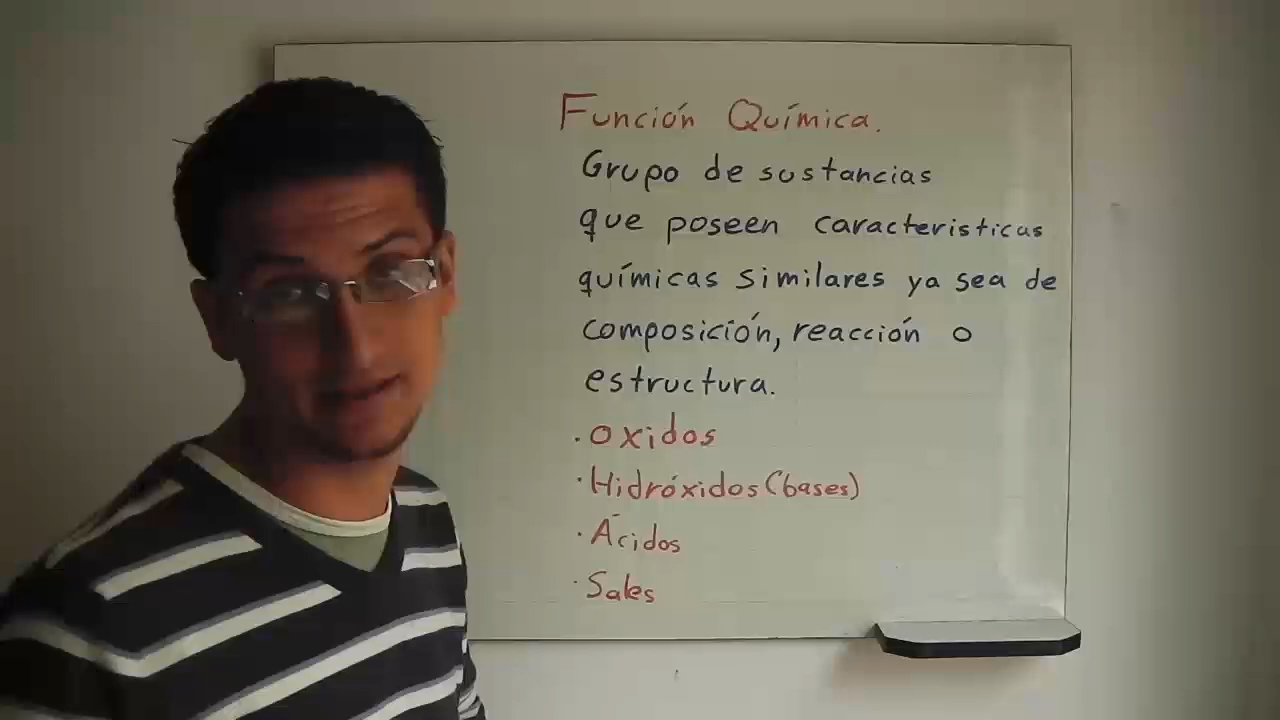 Función Química.
Grupo de sustancias
que poseen caracteristicas
químicas similares ya sea de
composición, reacción o
estructura.
. oxidos
. Hidróxidos (bases)
. Ácidos
. Sales